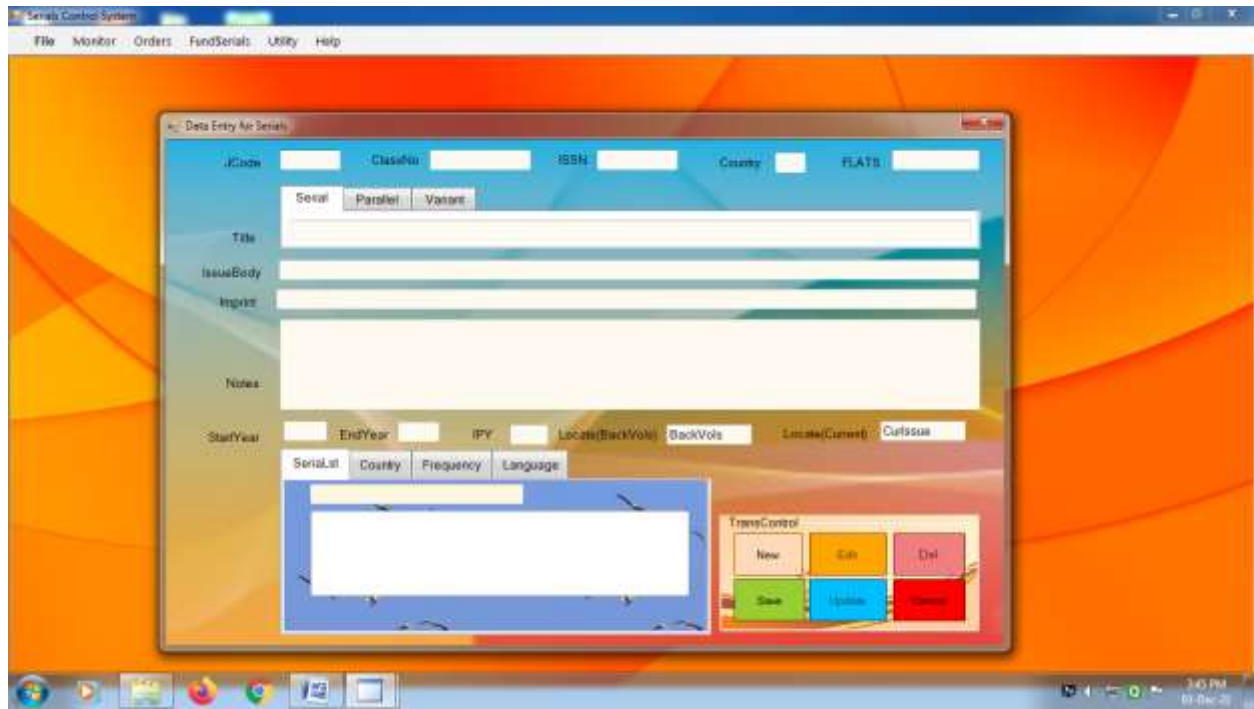 Serials Control System
File Monitor Orders FundSerials Utility Help
Data Entry for Serials
JCode ClassNo ISSN Country FLATS
Serial Parallel Variant
Title
IssueBody
Imprint
Notes
StartYear EndYear IPY Locate(BackVols) BackVols Locate(Current) CurIssue
SeriaLst Country Frequency Language
TransControl
New Edit Del
Save Update Cancel
3:45 PM